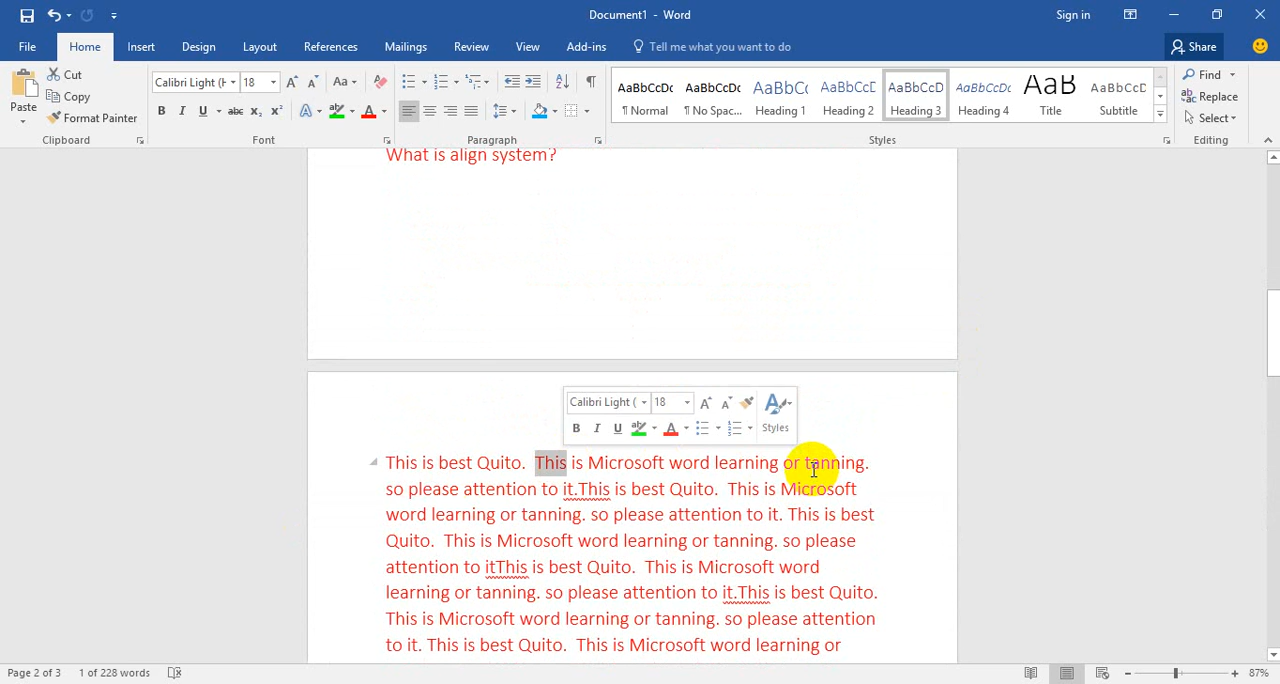 Document1 - Word
Sign in
File Home Insert Design Layout References Mailings Review View Add-ins Tell me what you want to do Share
Paste
Cut
Copy
Format Painter
Clipboard
Calibri Light (H 18
Font
Paragraph
AaBbCcDc AaBbCcDc AaBbC( AaBbCcC AaBbCcD AaBbCcDc AaB AaBbCcD
¶ Normal ¶ No Spac... Heading 1 Heading 2 Heading 3 Heading 4 Title Subtitle
Styles
Find
Replace
Select
Editing
What is align system?
Calibri Light ( 18
Styles
This is best Quito. This is Microsoft word learning or tanning.
so please attention to it.This is best Quito. This is Microsoft
word learning or tanning. so please attention to it. This is best
Quito. This is Microsoft word learning or tanning. so please
attention to itThis is best Quito. This is Microsoft word
learning or tanning. so please attention to it.This is best Quito.
This is Microsoft word learning or tanning. so please attention
to it. This is best Quito. This is Microsoft word learning or
Page 2 of 3 1 of 228 words
87%